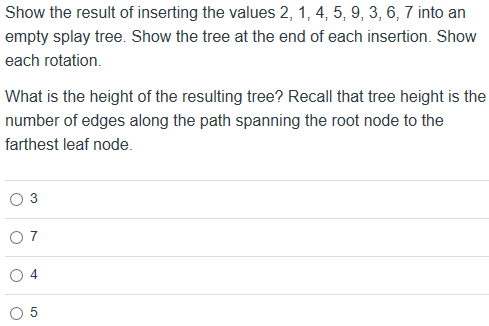 Show the result of inserting the values 2, 1, 4, 5, 9, 3, 6, 7 into an
empty splay tree. Show the tree at the end of each insertion. Show
each rotation.
What is the height of the resulting tree? Recall that tree height is the
number of edges along the path spanning the root node to the
farthest leaf node.
3
7
4
5